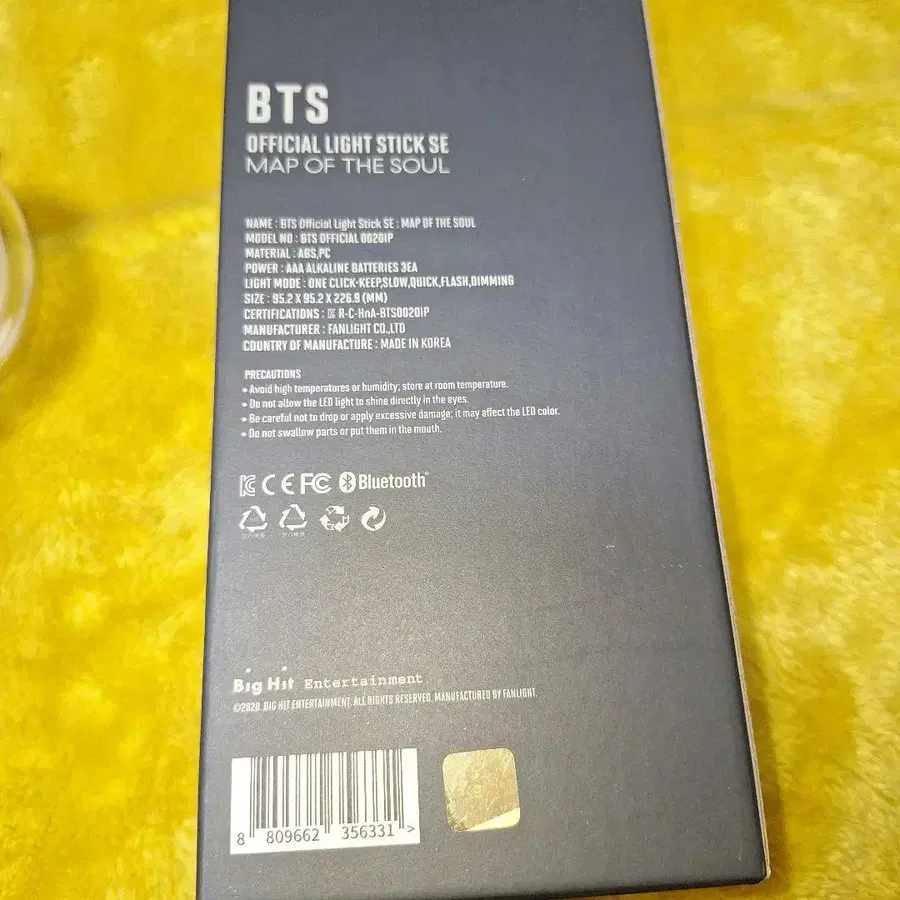 BTS
OFFICIAL LIGHT STICK SE
MAP OF THE SOUL
NAME : BTS Official Light Stick SE : MAP OF THE SOUL
MODEL NO : BTS OFFICIAL 00201P
MATERIAL : ABS,PC
POWER : AAA ALKALINE BATTERIES 3EA
LIGHT MODE : ONE CLICK-KEEP,SLOW,QUICK,FLASH,DIMMING
SIZE : 95.2 X 95.2 X 226.9 (MM)
CERTIFICATIONS : R-C-HnA-BTS00201P
MANUFACTURER : FANLIGHT CO.,LTD
COUNTRY OF MANUFACTURE : MADE IN KOREA
PRECAUTIONS
• Avoid high temperatures or humidity; store at room temperature.
• Do not allow the LED light to shine directly in the eyes.
• Be careful not to drop or apply excessive damage; it may affect the LED color.
• Do not swallow parts or put them in the mouth.
CE FC Bluetooth®
Big Hit Entertainment
©2020. BIG HIT ENTERTAINMENT. ALL RIGHTS RESERVED. MANUFACTURED BY FANLIGHT.
8 809662 356331 >